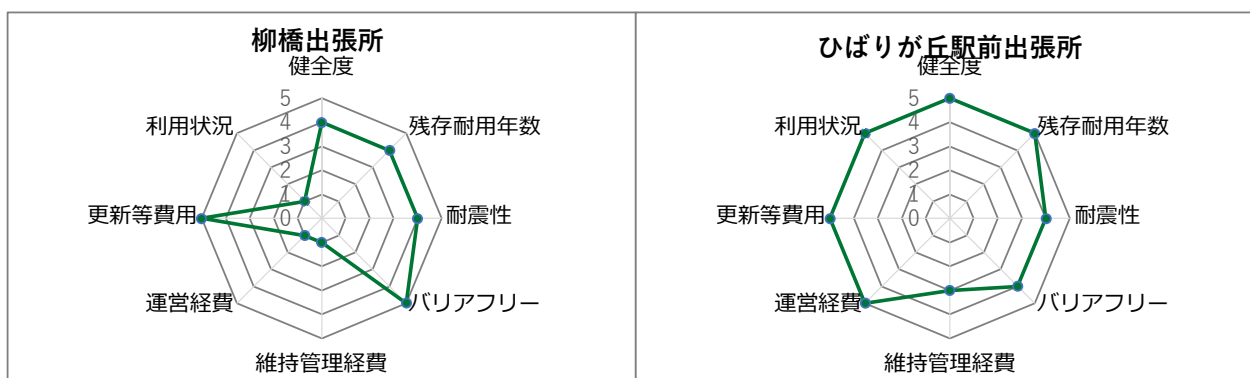 柳橋出張所
健全度
残存耐用年数
耐震性
バリアフリー
維持管理経費
運営経費
更新等費用
利用状況
5
4
3
2
1
0
ひばりが丘駅前出張所
健全度
残存耐用年数
耐震性
バリアフリー
維持管理経費
運営経費
更新等費用
利用状況
5
4
3
2
1
0